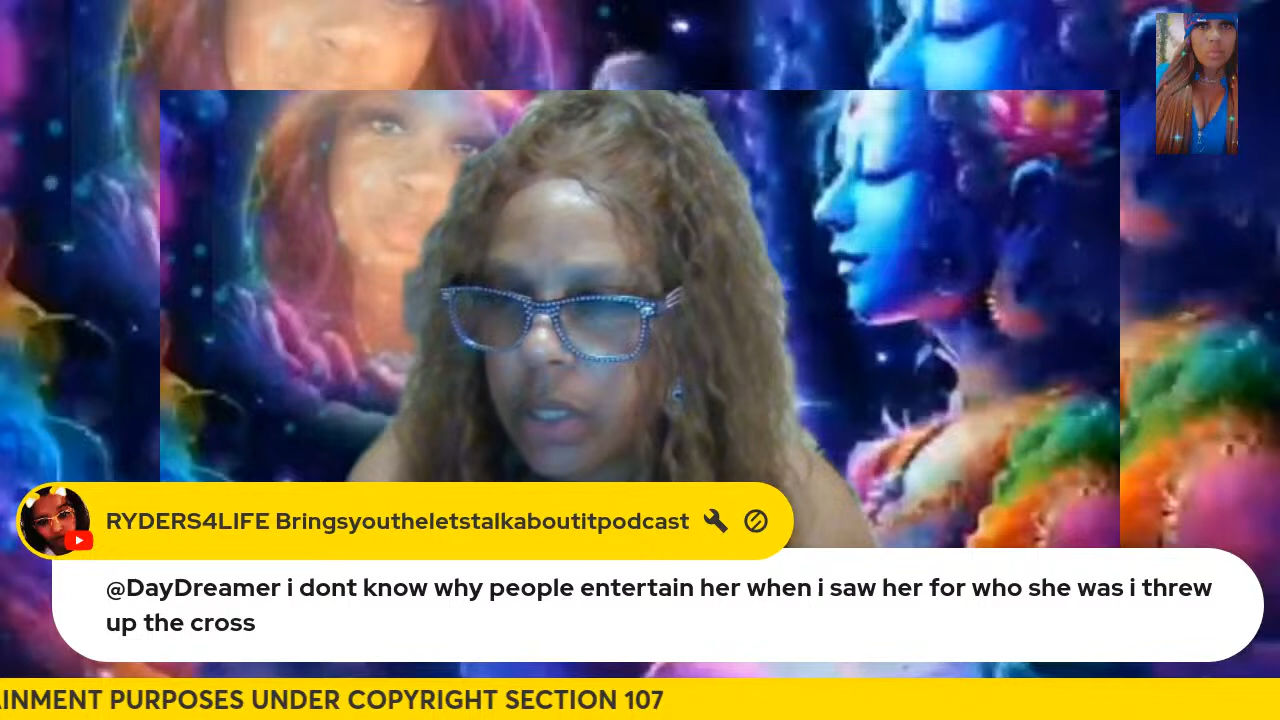 RYDERS4LIFE Bringsyoutheletstalkaboutitpodcast
@DayDreamer i dont know why people entertain her when i saw her for who she was i threw
up the cross
PURPOSES UNDER COPYRIGHT SECTION 107